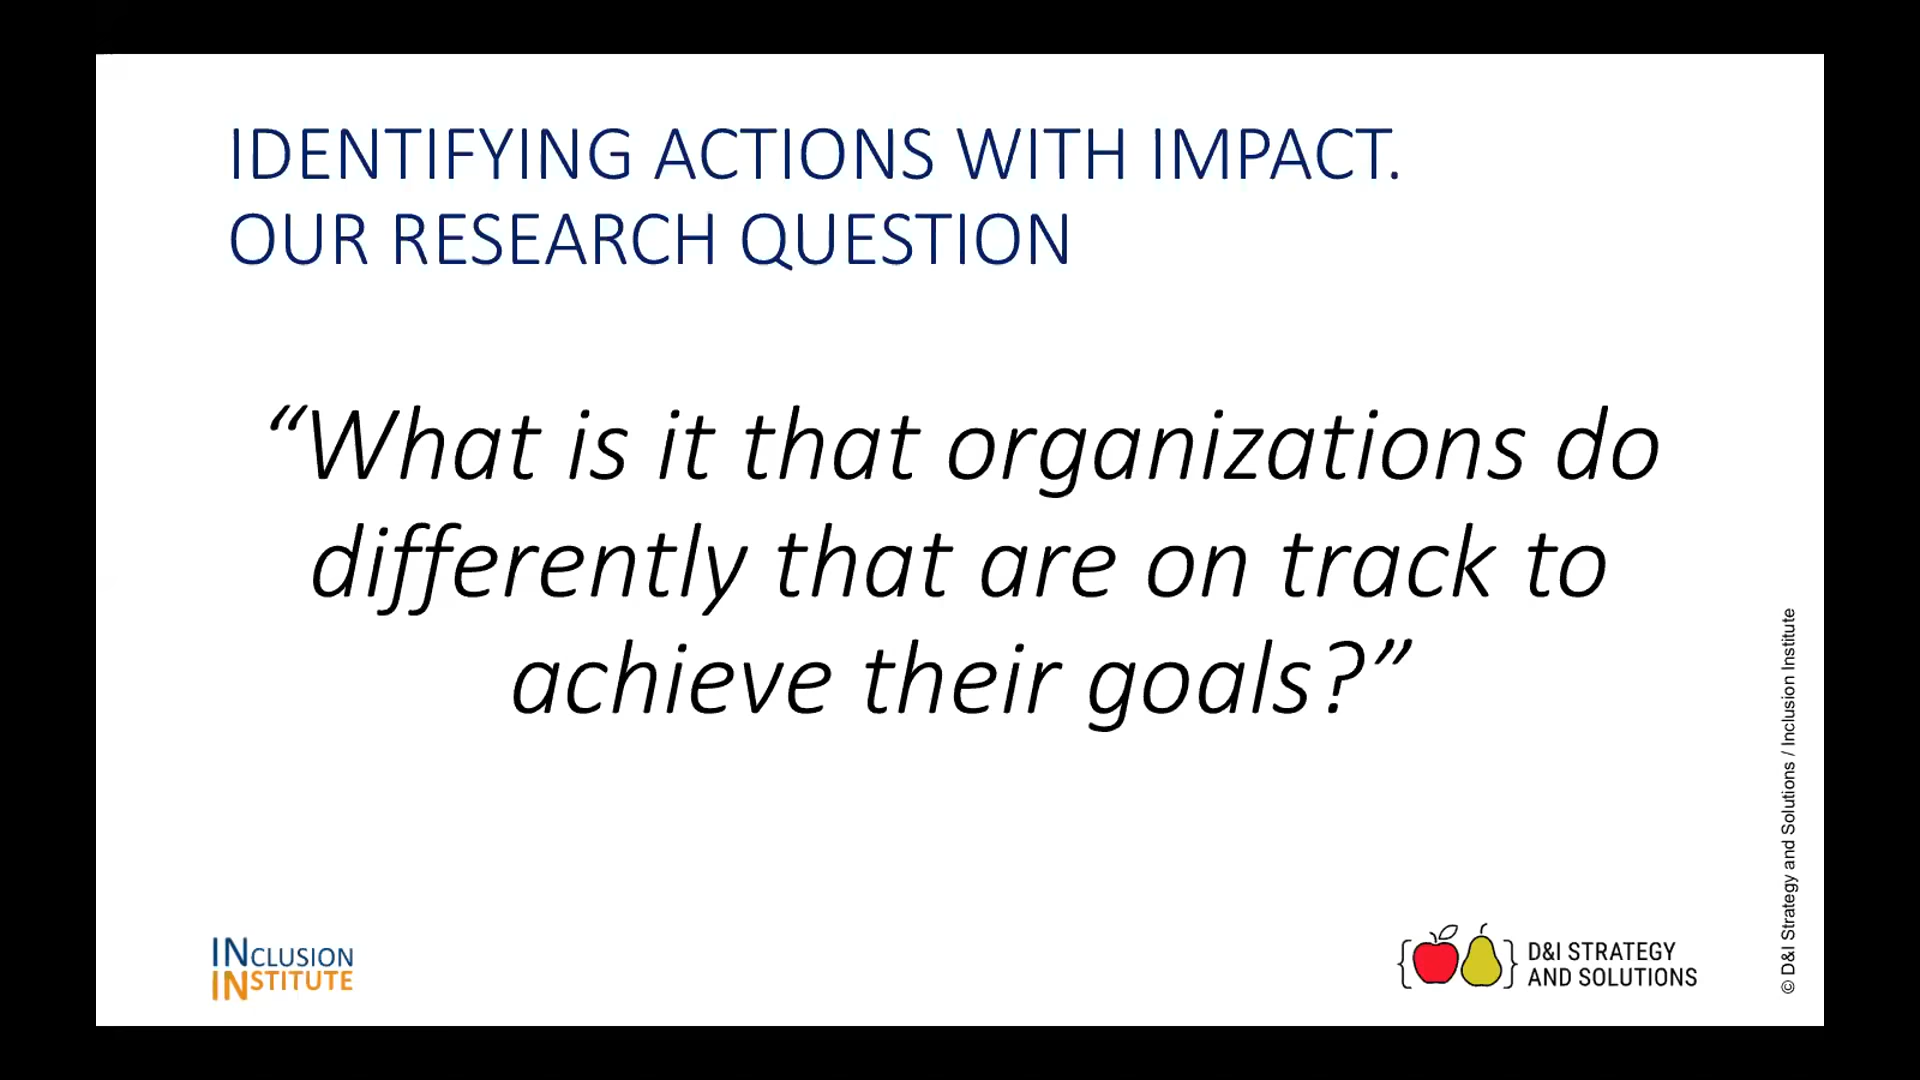 IDENTIFYING ACTIONS WITH IMPACT.
OUR RESEARCH QUESTION
“What is it that organizations do
differently that are on track to
achieve their goals?”
INCLUSION
INSTITUTE
D&I STRATEGY
AND SOLUTIONS
© D&I Strategy and Solutions / Inclusion Institute